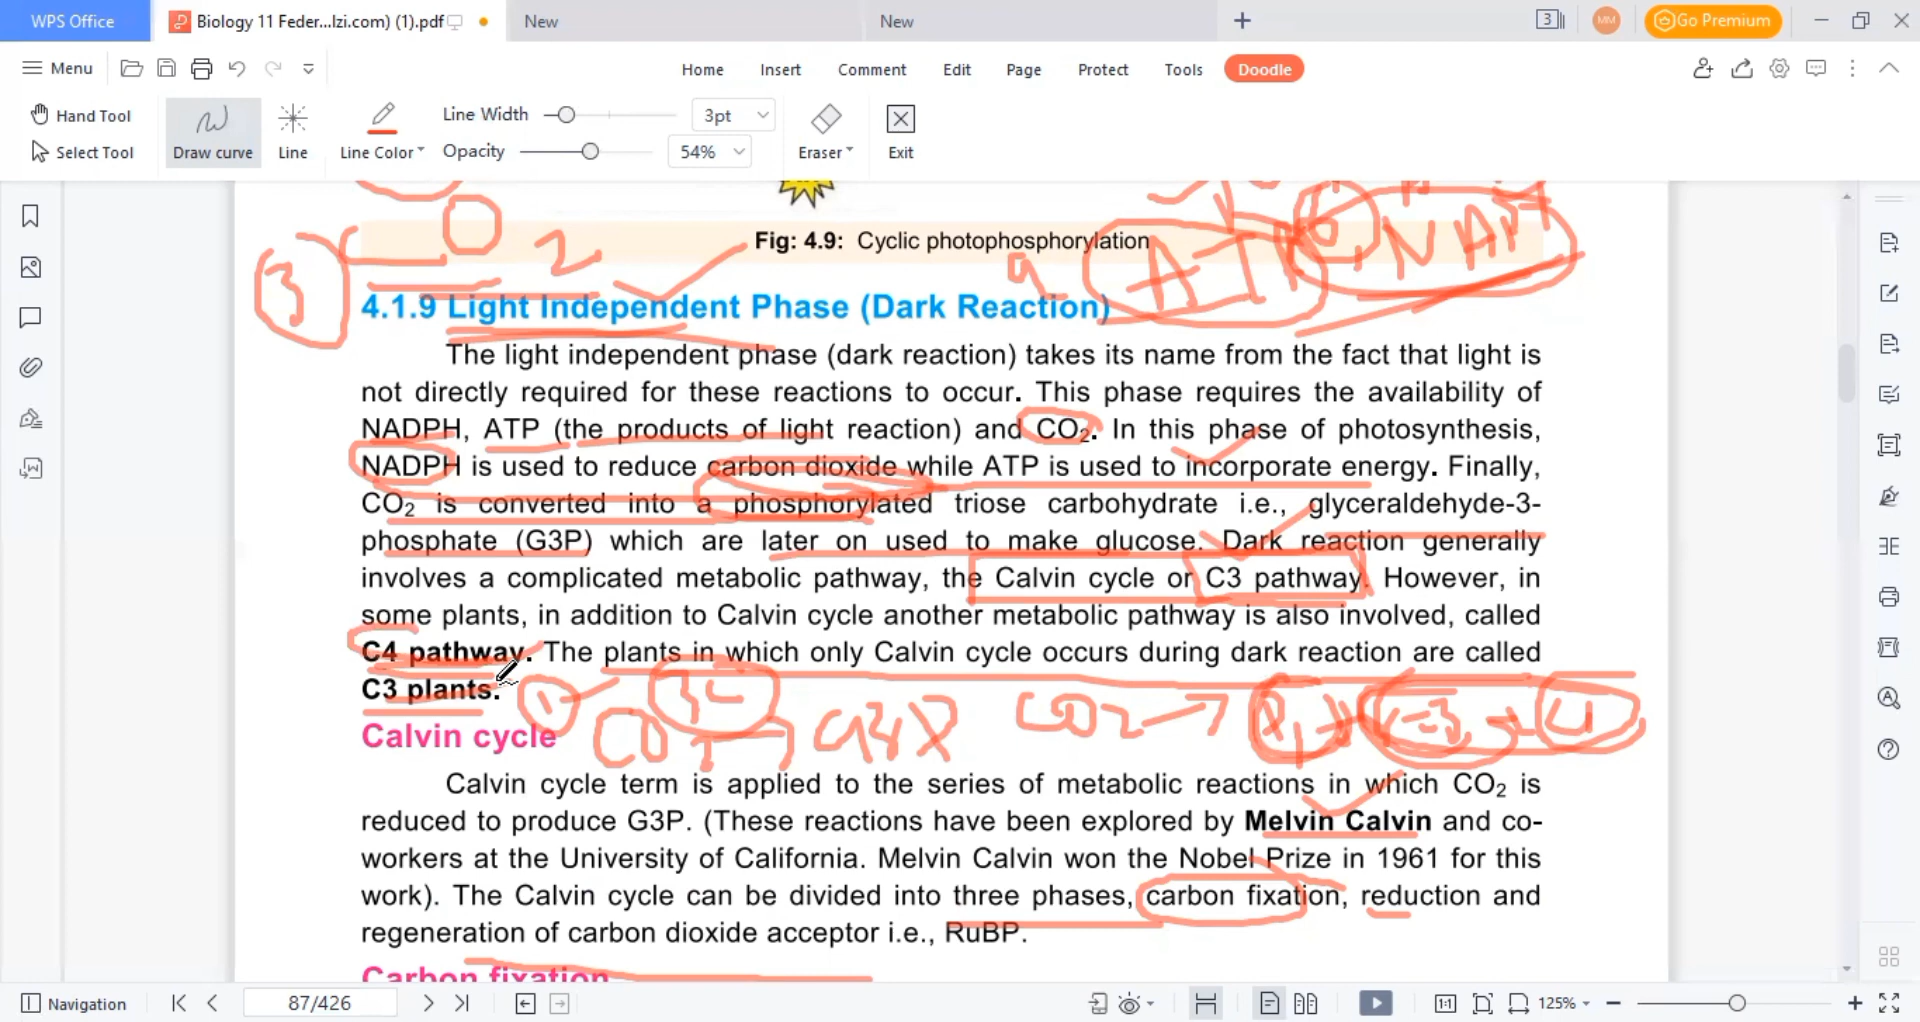 WPS Office
Biology 11 Feder...lzi.com) (1).pdf
New
New
3
MM
Go Premium
Menu
Home Insert Comment Edit Page Protect Tools Doodle
Hand Tool
Select Tool
Draw curve
Line
Line Color
Line Width 3pt
Opacity 54%
Eraser
Exit
Fig: 4.9: Cyclic photophosphorylation
3
O 2
4.1.9 Light Independent Phase (Dark Reaction)
The light independent phase (dark reaction) takes its name from the fact that light is
not directly required for these reactions to occur. This phase requires the availability of
NADPH, ATP (the products of light reaction) and CO₂. In this phase of photosynthesis,
NADPH is used to reduce carbon dioxide while ATP is used to incorporate energy. Finally,
CO₂ is converted into a phosphorylated triose carbohydrate i.e., glyceraldehyde-3-
phosphate (G3P) which are later on used to make glucose. Dark reaction generally
involves a complicated metabolic pathway, the Calvin cycle or C3 pathway. However, in
some plants, in addition to Calvin cycle another metabolic pathway is also involved, called
C4 pathway. The plants in which only Calvin cycle occurs during dark reaction are called
C3 plants.
CO2
Calvin cycle
Calvin cycle term is applied to the series of metabolic reactions in which CO₂ is
reduced to produce G3P. (These reactions have been explored by Melvin Calvin and co-
workers at the University of California. Melvin Calvin won the Nobel Prize in 1961 for this
work). The Calvin cycle can be divided into three phases, carbon fixation, reduction and
regeneration of carbon dioxide acceptor i.e., RuBP.
Carbon fixation
Navigation
87/426
1:1
125%